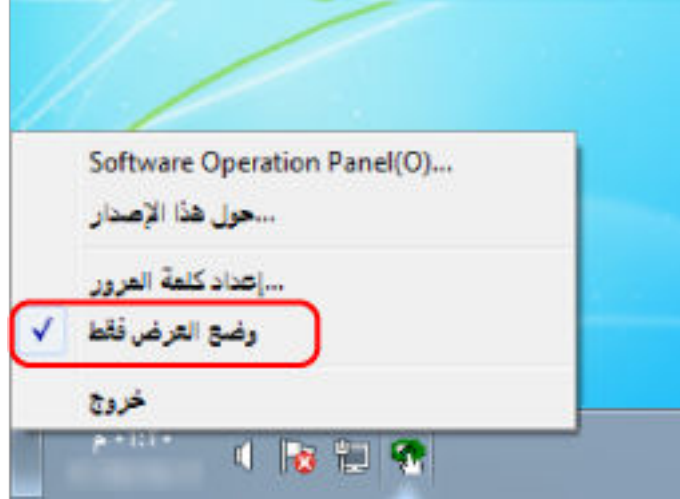 Software Operation Panel(O)...
حول هذا الإصدار...
إعداد كلمة المرور...
وضع العرض فقط
خروج